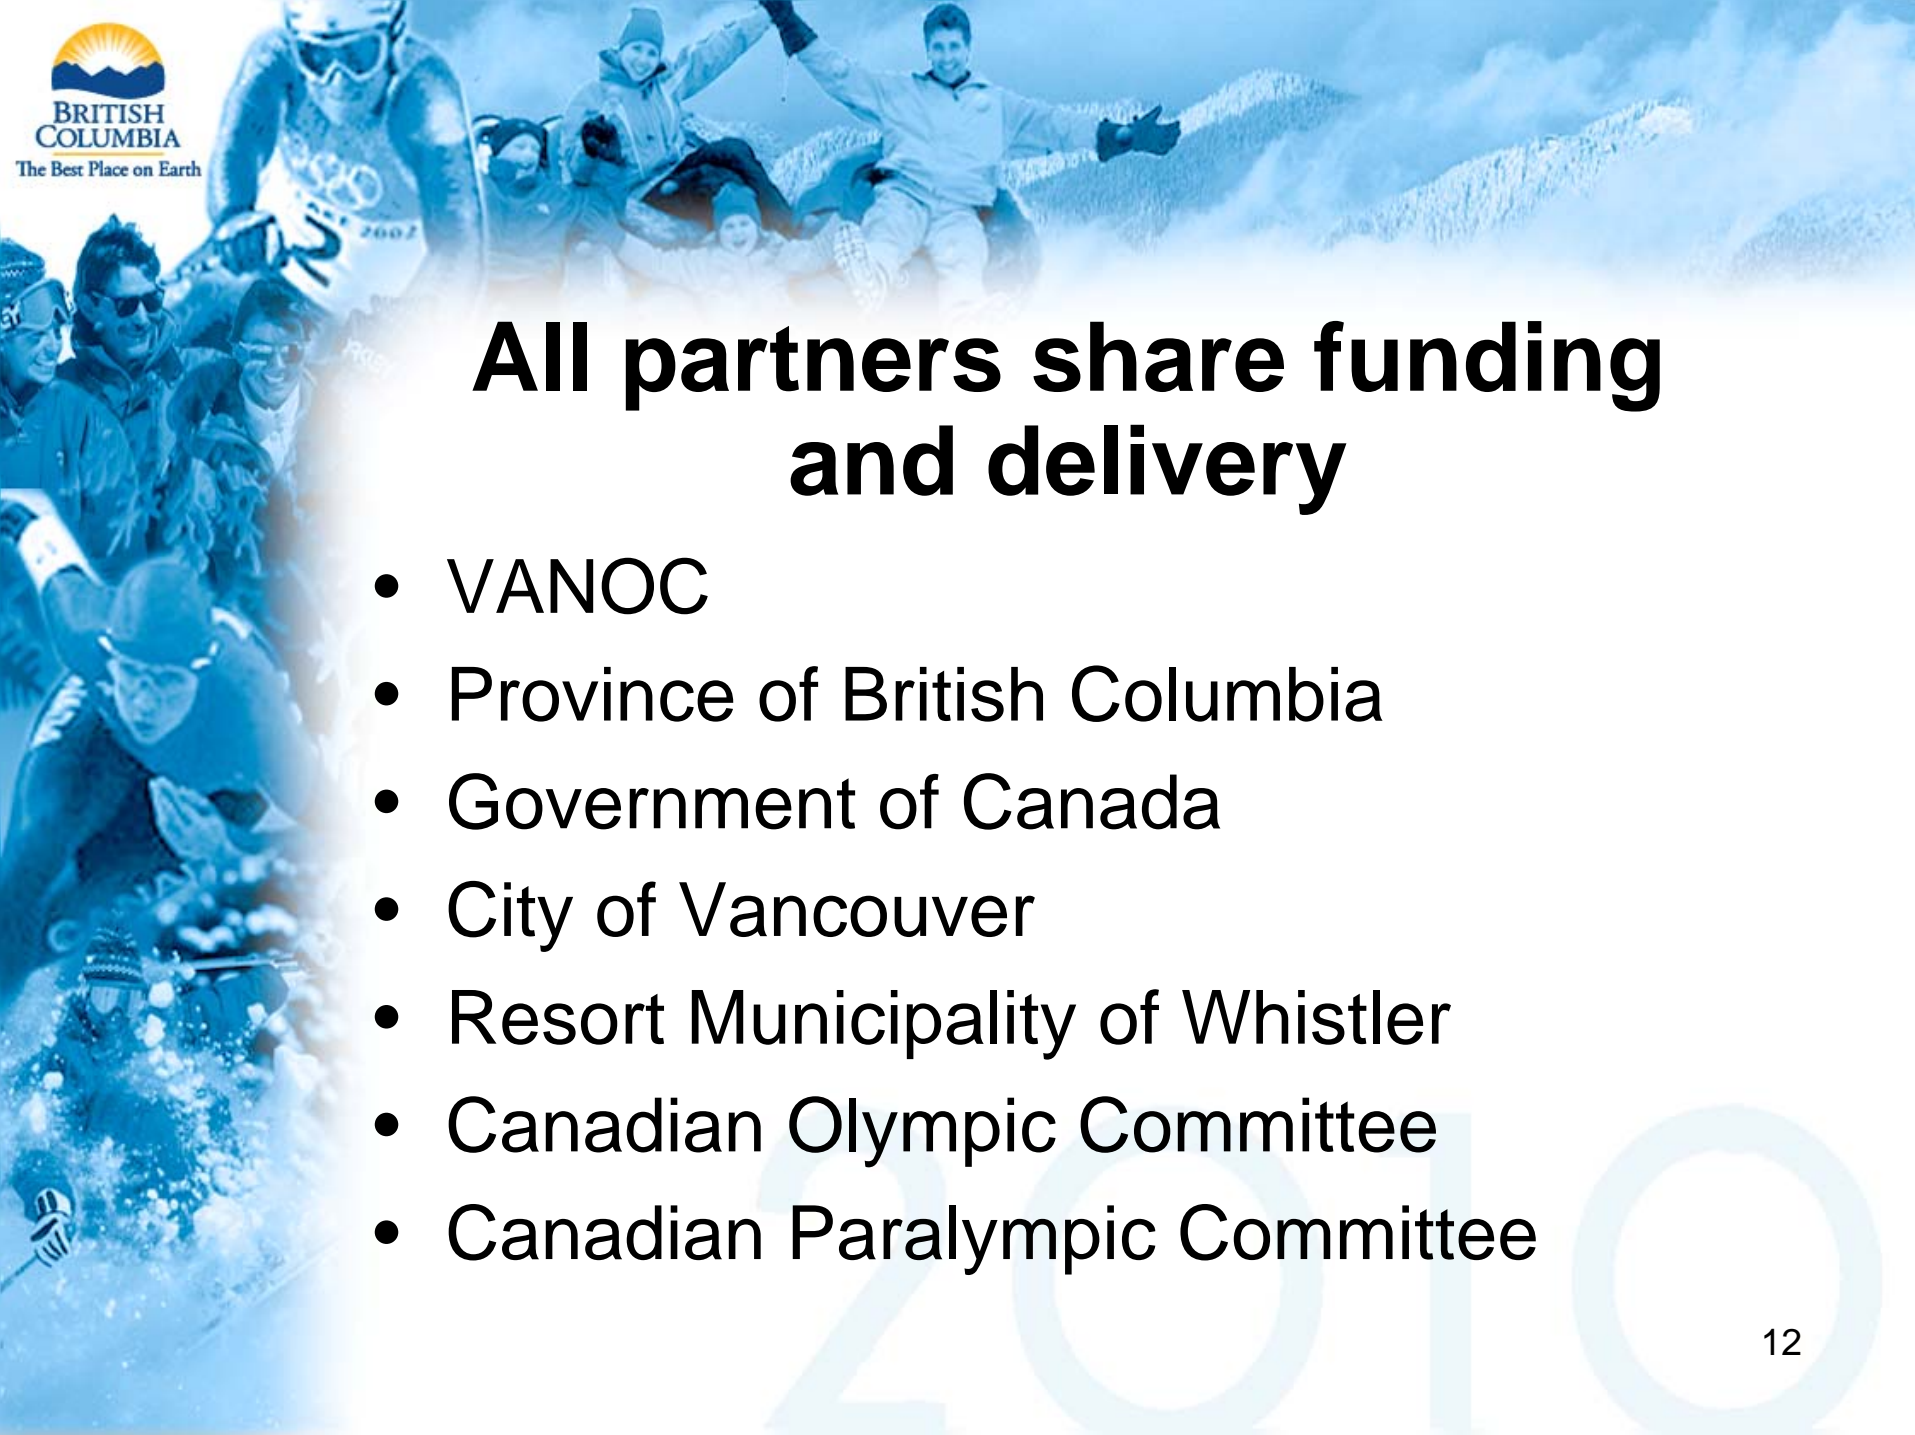 BRITISH
COLUMBIA
The Best Place on Earth
2002
All partners share funding
and delivery
• VANOC
• Province of British Columbia
• Government of Canada
• City of Vancouver
• Resort Municipality of Whistler
• Canadian Olympic Committee
• Canadian Paralympic Committee
2010
12